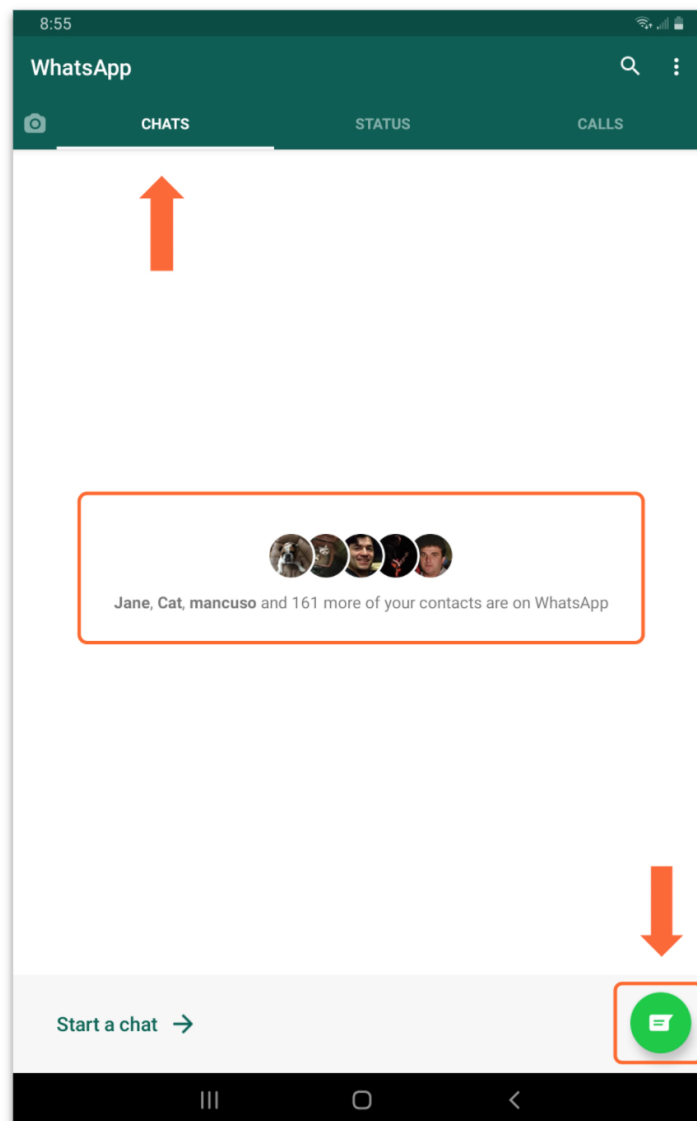 8:55
WhatsApp
CHATS STATUS CALLS
Jane, Cat, mancuso and 161 more of your contacts are on WhatsApp
Start a chat